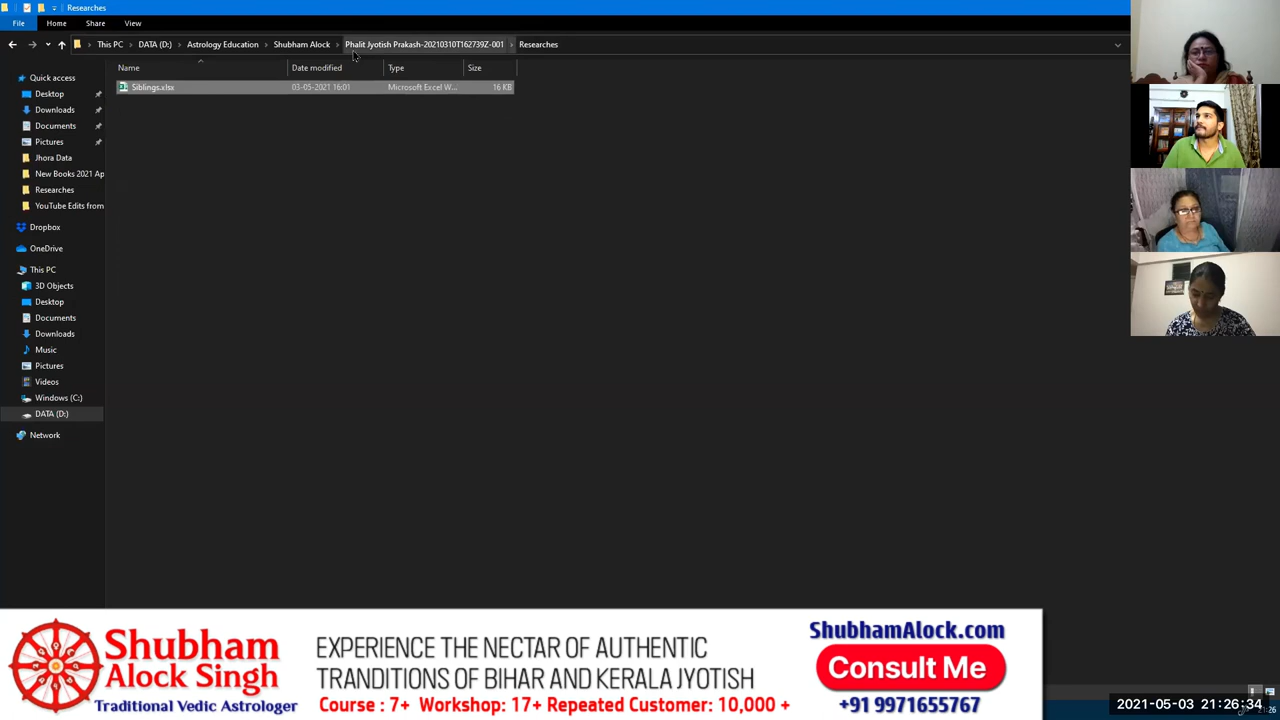 Researches
File Home Share View
This PC DATA (D:) Astrology Education Shubham Alock Phalit Jyotish Prakash-20210310T162739Z-001 Researches
Name Date modified Type Size
Siblings.xlsx 03-05-2021 16:01 Microsoft Excel W... 16 KB
Quick access
Desktop
Downloads
Documents
Pictures
Jhora Data
New Books 2021 Ap
Researches
YouTube Edits from
Dropbox
OneDrive
This PC
3D Objects
Desktop
Documents
Downloads
Music
Pictures
Videos
Windows (C:)
DATA (D:)
Network
Shubham
Alock Singh
Traditional Vedic Astrologer
EXPERIENCE THE NECTAR OF AUTHENTIC
TRANDITIONS OF BIHAR AND KERALA JYOTISH
Course : 7+ Workshop: 17+ Repeated Customer: 10,000 +
ShubhamAlock.com
Consult Me
+91 9971655767
2021-05-03 21:26:34